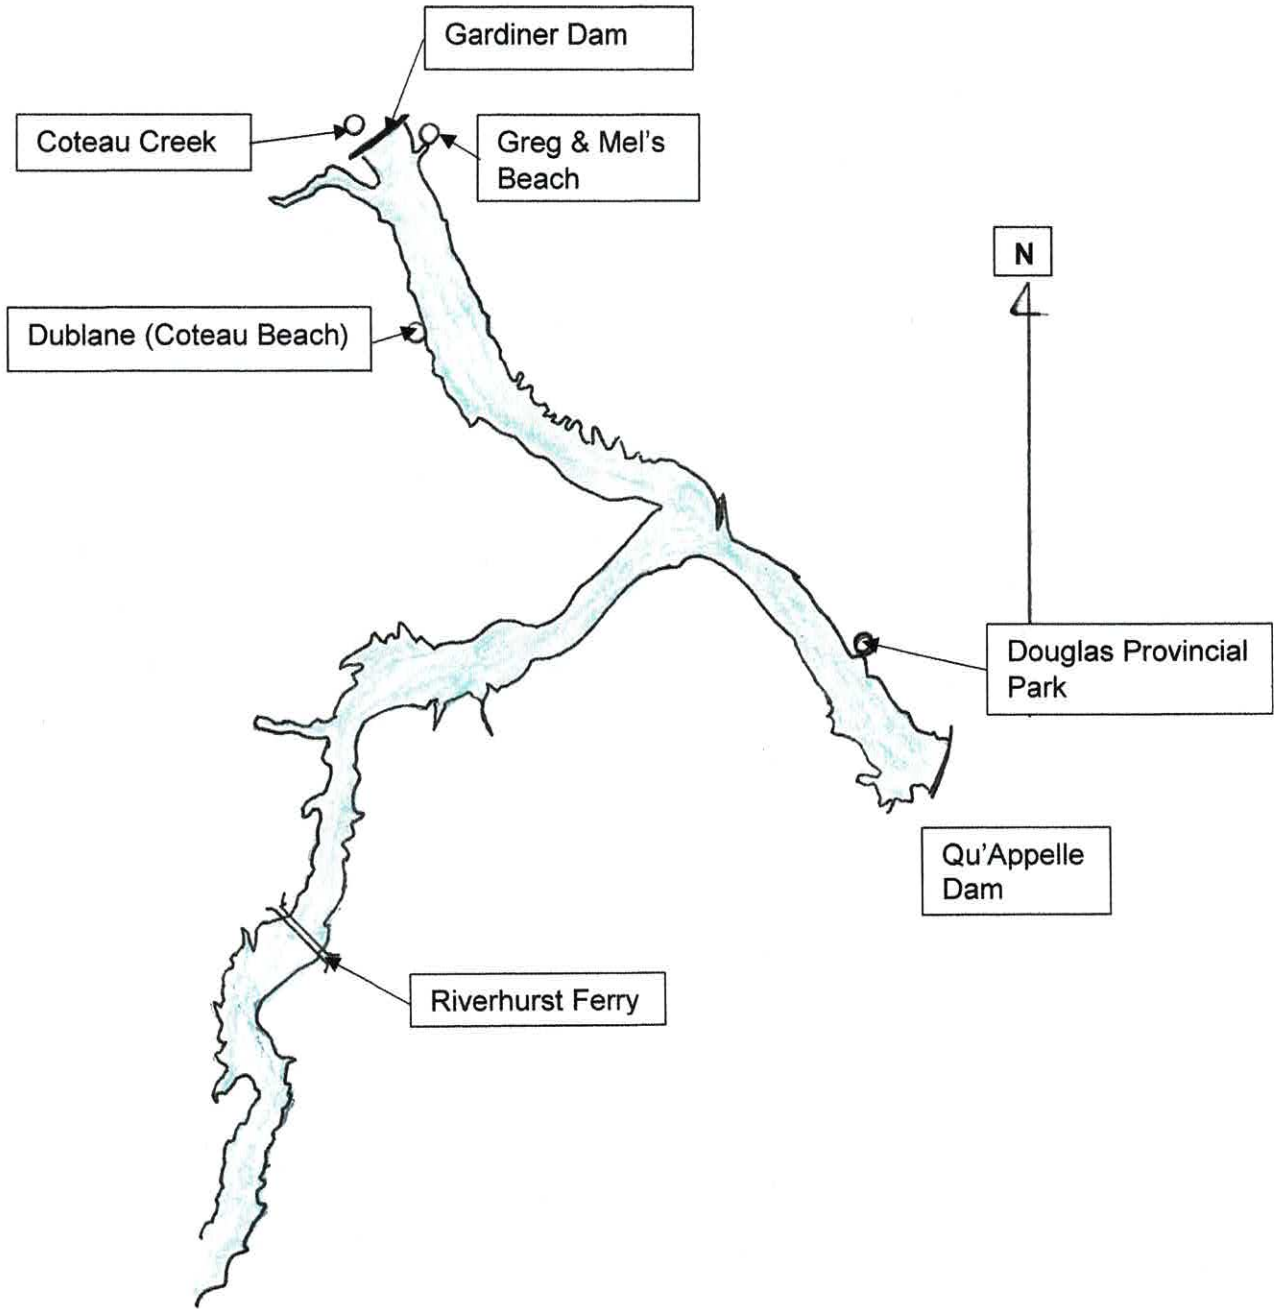 Gardiner Dam
Coteau Creek
Greg & Mel's
Beach
N
Dublane (Coteau Beach)
Douglas Provincial
Park
Qu'Appelle
Dam
Riverhurst Ferry